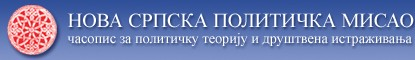 НОВА СРПСКА ПОЛИТИЧКА МИСАО
часопис за политичку теорију и друштвена истраживања